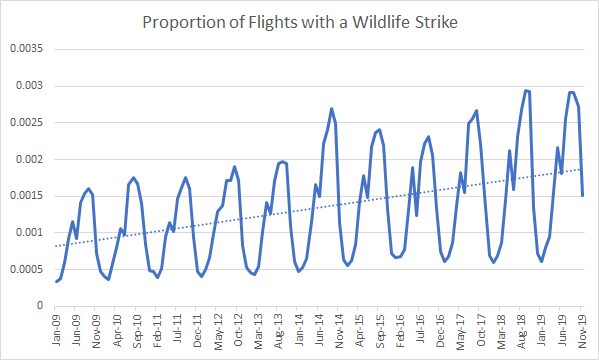 Proportion of Flights with a Wildlife Strike
0.0035
0.003
0.0025
0.002
0.0015
0.001
0.0005
0
Jan-09
Jun-09
Nov-09
Apr-10
Sep-10
Feb-11
Jul-11
Dec-11
May-12
Oct-12
Mar-13
Aug-13
Jan-14
Jun-14
Nov-14
Apr-15
Sep-15
Feb-16
Jul-16
Dec-16
May-17
Oct-17
Mar-18
Aug-18
Jan-19
Jun-19
Nov-19